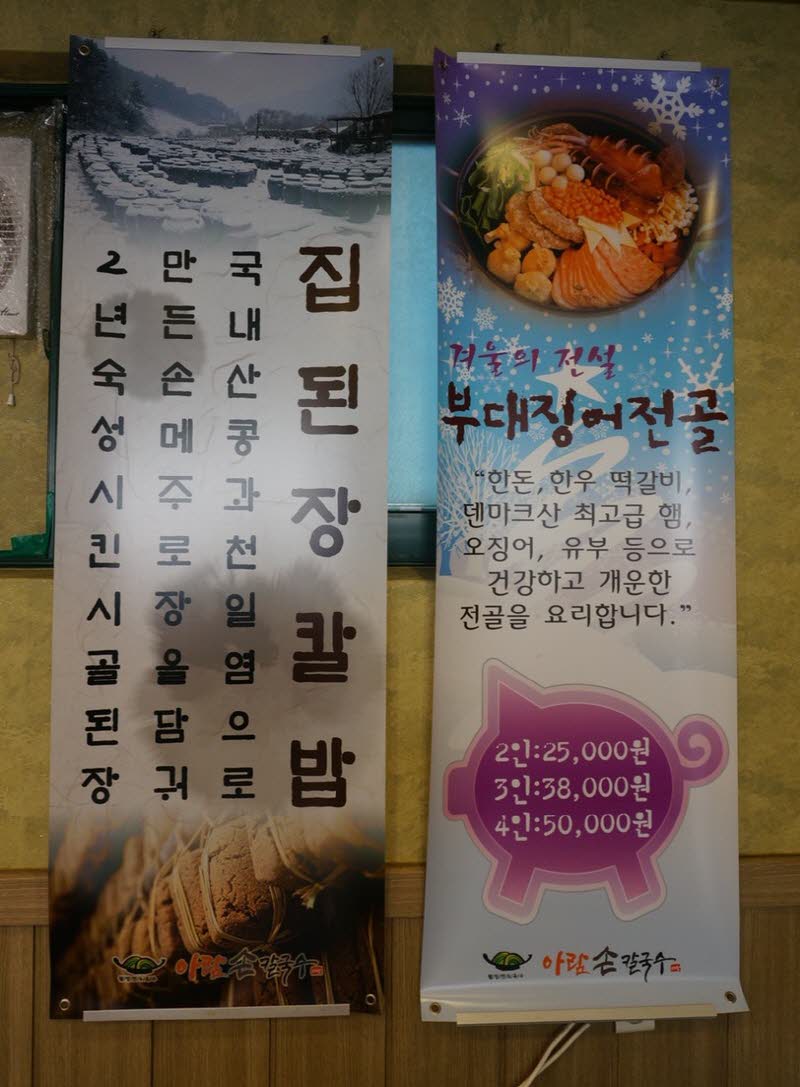 집된장칼밥
국내산콩과천일염으로
만든손메주로장을담궈
2년숙성시킨시골된장
아람손칼국수
겨울의 전설
부대징어전골
“한돈, 한우 떡갈비,
덴마크산 최고급 햄,
오징어, 유부 등으로
건강하고 개운한
전골을 요리합니다.”
2인:25,000원
3인:38,000원
4인:50,000원
아람손칼국수